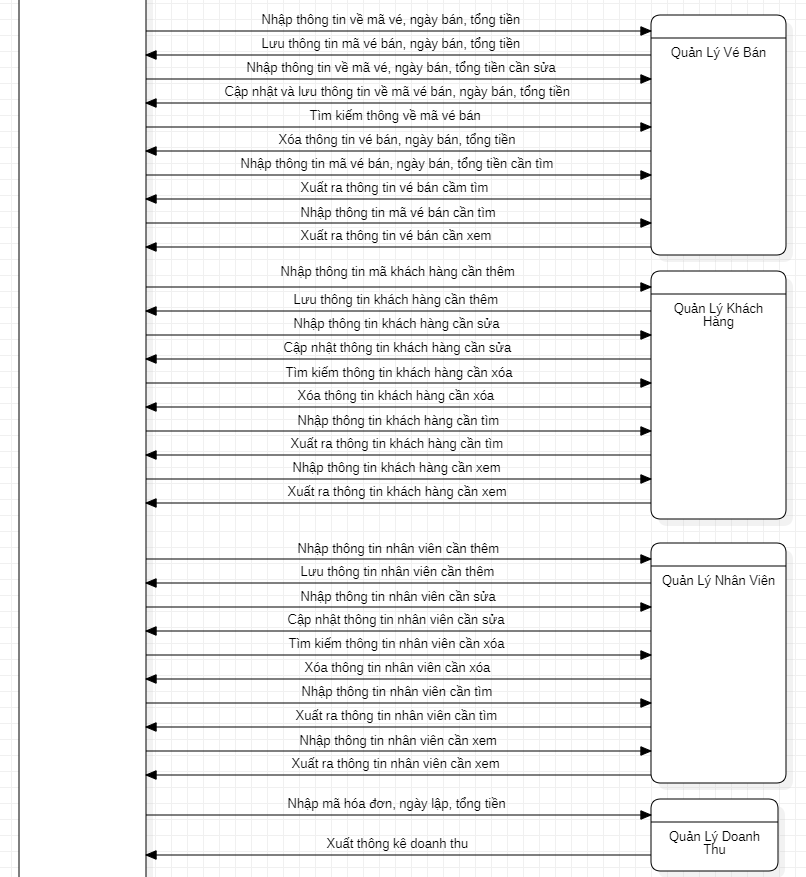 Nhập thông tin về mã vé, ngày bán, tổng tiền
Lưu thông tin mã vé bán, ngày bán, tổng tiền
Quản Lý Vé Bán
Nhập thông tin về mã vé, ngày bán, tổng tiền cần sửa
Cập nhật và lưu thông tin về mã vé bán, ngày bán, tổng tiền
Tìm kiếm thông về mã vé bán
Xóa thông tin vé bán, ngày bán, tổng tiền
Nhập thông tin mã vé bán, ngày bán, tổng tiền cần tìm
Xuất ra thông tin vé bán cầm tìm
Nhập thông tin mã vé bán cần tìm
Xuất ra thông tin vé bán cần xem
Nhập thông tin mã khách hàng cần thêm
Lưu thông tin khách hàng cần thêm
Quản Lý Khách
Hàng
Nhập thông tin khách hàng cần sửa
Cập nhật thông tin khách hàng cần sửa
Tìm kiếm thông tin khách hàng cần xóa
Xóa thông tin khách hàng cần xóa
Nhập thông tin khách hàng cần tìm
Xuất ra thông tin khách hàng cần tìm
Nhập thông tin khách hàng cần xem
Xuất ra thông tin khách hàng cần xem
Nhập thông tin nhân viên cần thêm
Lưu thông tin nhân viên cần thêm
Quản Lý Nhân Viên
Nhập thông tin nhân viên cần sửa
Cập nhật thông tin nhân viên cần sửa
Tìm kiếm thông tin nhân viên cần xóa
Xóa thông tin nhân viên cần xóa
Nhập thông tin nhân viên cần tìm
Xuất ra thông tin nhân viên cần tìm
Nhập thông tin nhân viên cần xem
Xuất ra thông tin nhân viên cần xem
Nhập mã hóa đơn, ngày lập, tổng tiền
Quản Lý Doanh
Thu
Xuất thông kê doanh thu